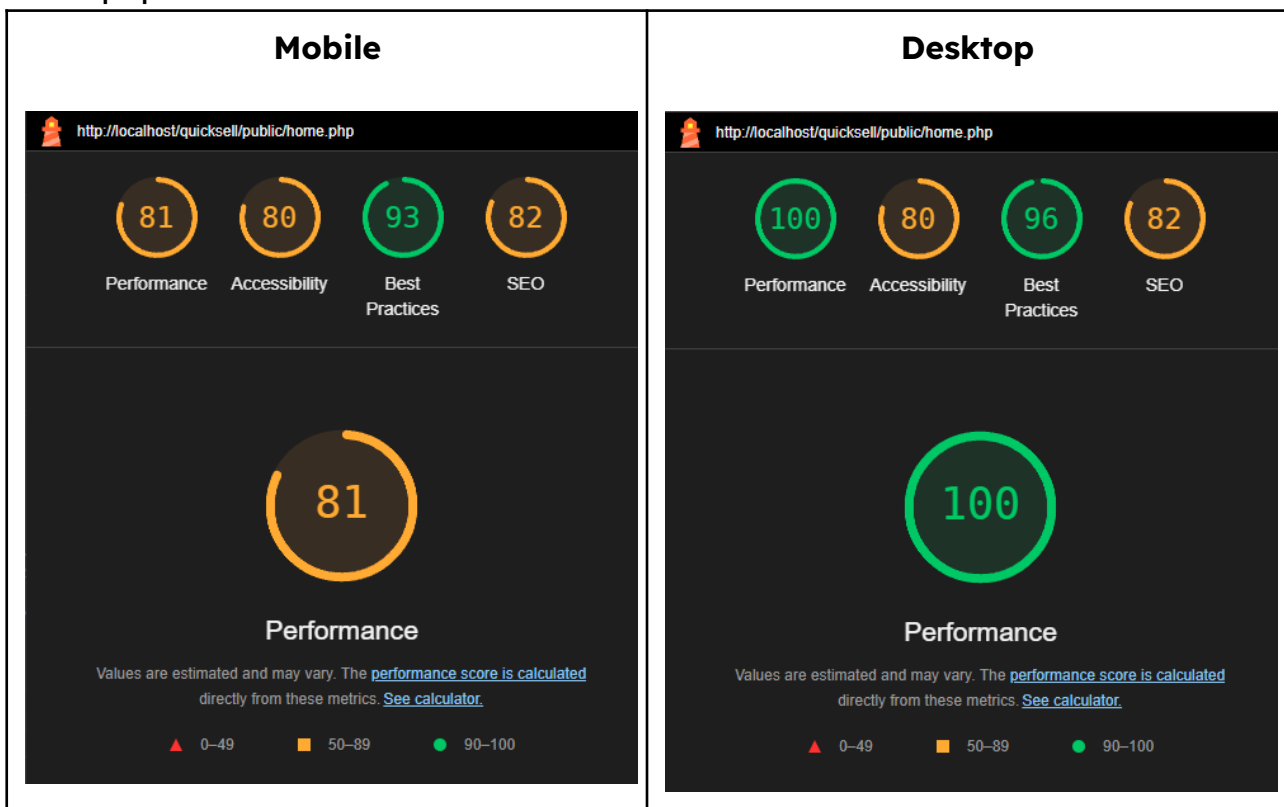 Mobile
Desktop
http://localhost/quicksell/public/home.php
81
80
93
82
Performance
Accessibility
Best
Practices
SEO
81
Performance
Values are estimated and may vary. The performance score is calculated
directly from these metrics. See calculator.
0–49
50–89
90–100
http://localhost/quicksell/public/home.php
100
80
96
82
Performance
Accessibility
Best
Practices
SEO
100
Performance
Values are estimated and may vary. The performance score is calculated
directly from these metrics. See calculator.
0–49
50–89
90–100